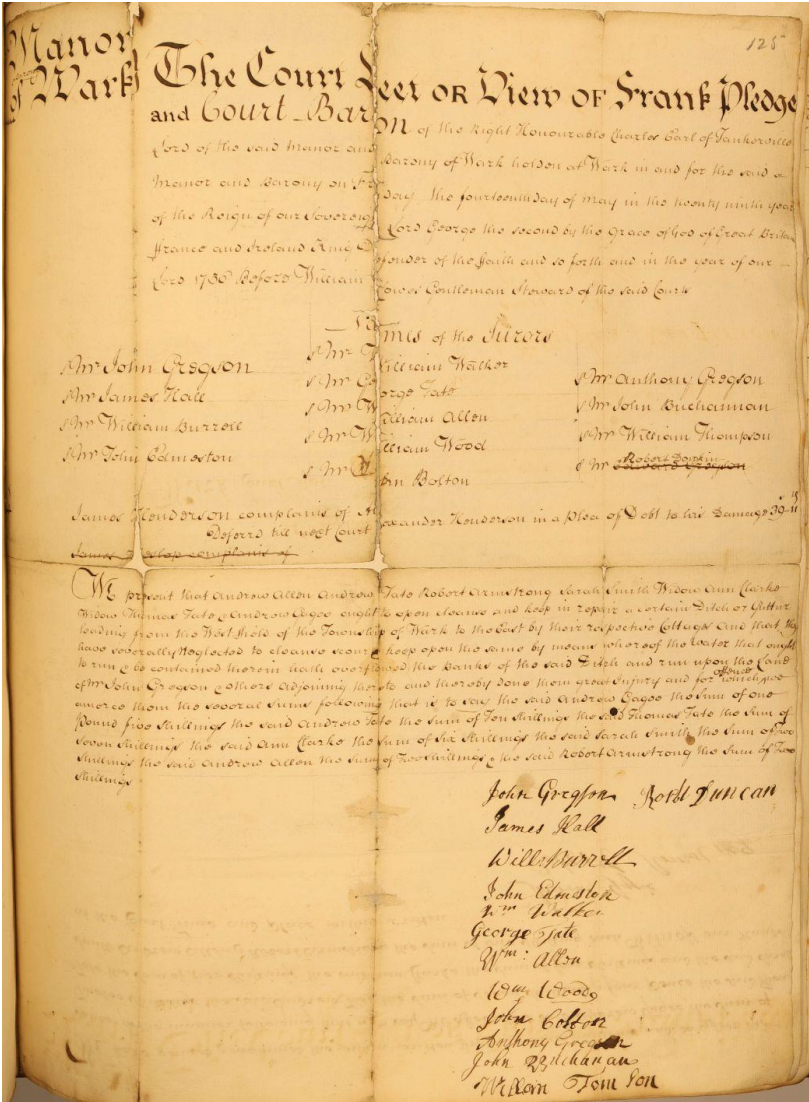 125
Manor
of Wark
The Court Leet or View of Frank Pledge
and Court Baron of the Right Honourable Charles Earl of Tankerville
Lord of the said Manor and Barony of Wark holden at Wark in and for the said
Manor and Barony on Friday the fourteenth day of May in the twenty ninth year
of the Reign of our Sovereign Lord George the second by the Grace of God of Great Britain
France and Ireland King Defender of the Faith and so forth and in the year of our
Lord 1756 Before William Lowes Gentleman Steward of the said Courts
Names of the Jurors
Mr John Gregson Mr William Walker Mr Anthony Gregson
Mr James Hall Mr George Tate Mr John Buchannan
Mr William Burrell Mr William Allen Mr William Thompson
Mr John Edmeston Mr William Wood Mr Robert
Mr John Bolton
James Henderson complains of Alexander Henderson in a Plea of Debt to his Damage 39-11
Deferrd till next Court
James complains of
We present that Andrew Allen Andrew Tate Robert Armstrong Sarah Smith Widow Ann Clarke
Widow Thomas Tate & Andrew Eagoe ought to open cleanse and keep in repair a certain Ditch or Gutter
leading from the West field of the Township of Wark to the East by their respective Cottages And that they
have severally Neglected to cleanse scour & keep open the same by means whereof the Water that ought
to run & be contained therein hath overflowed the Banks of the said Ditch and run upon the Land
of Mr John Gregson & others adjoining thereto and thereby done them great Injury and for which offence we
amerce them the several sums following that is to say the said Andrew Eagoe the Sum of one
Pound five Shillings the said Andrew Tate the Sum of Ten Shillings the said Thomas Tate the Sum of
Seven Shillings the said Ann Clarke the Sum of Six Shillings the said Sarah Smith the Sum of Two
Shillings the said Andrew Allen the Sum of Two Shillings & the said Robert Armstrong the Sum of Two
Shillings
John Gregson Robt Duncan
James Hall
Will: Burrell
John Edmeston
Wm Walker
George Tate
Wm: Allen
Wm Wood
John Bolton
Anthony Gregson
John Buchanan
William Tomson